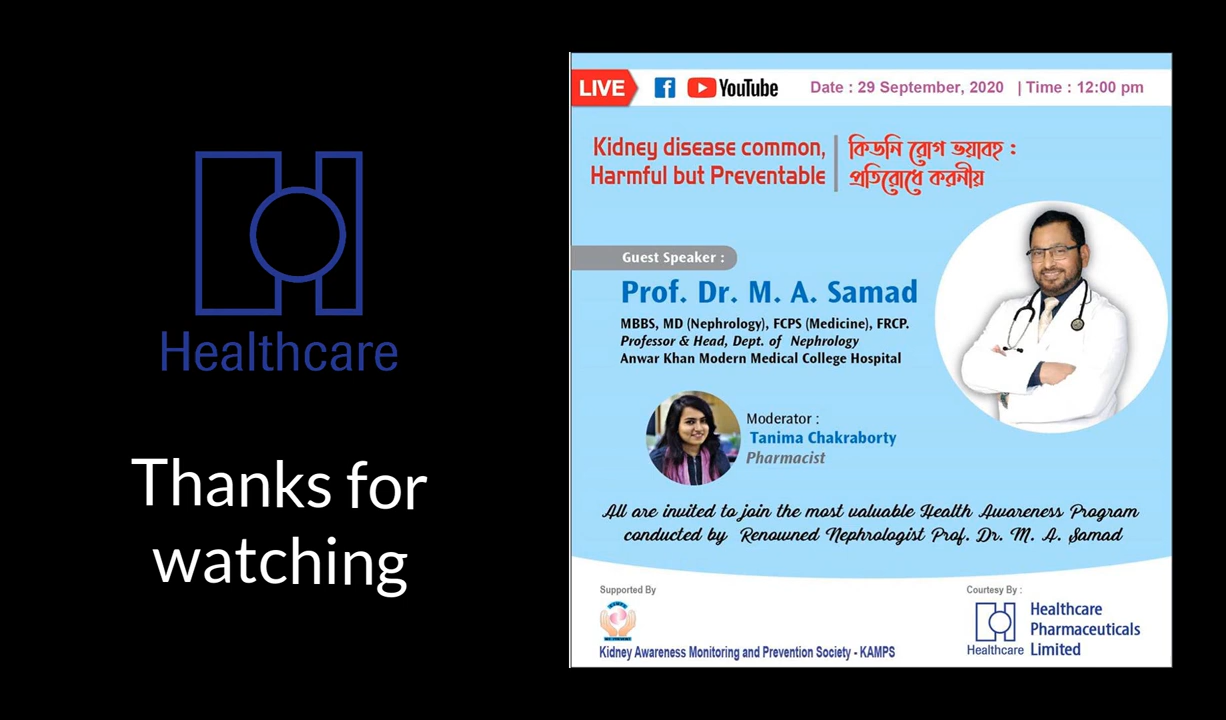 Healthcare
Thanks for
watching
LIVE YouTube Date : 29 September, 2020 | Time : 12:00 pm
Kidney disease common,
Harmful but Preventable
কিডনি রোগ ভয়াবহ :
প্রতিরোধে করনীয়
Guest Speaker :
Prof. Dr. M. A. Samad
MBBS, MD (Nephrology), FCPS (Medicine), FRCP.
Professor & Head, Dept. of Nephrology
Anwar Khan Modern Medical College Hospital
Moderator :
Tanima Chakraborty
Pharmacist
All are invited to join the most valuable Health Awareness Program
conducted by Renowned Nephrologist Prof. Dr. M. A. Samad
Supported By
Kidney Awareness Monitoring and Prevention Society - KAMPS
Courtesy By :
Healthcare
Healthcare
Pharmaceuticals
Limited